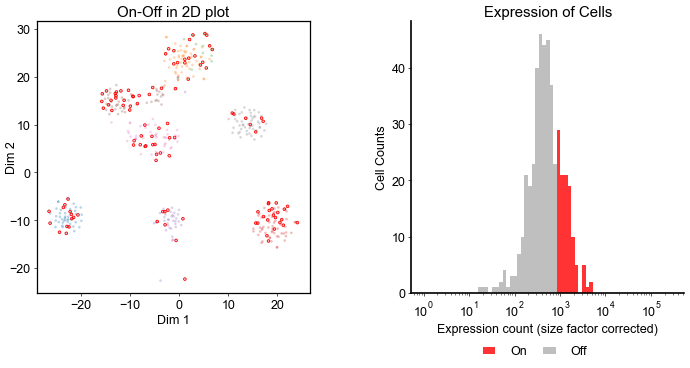 On-Off in 2D plot
30
20
10
0
−10
−20
Dim 2
−20 −10 0 10 20
Dim 1
Expression of Cells
40
30
20
10
0
Cell Counts
10^0 10^1 10^2 10^3 10^4 10^5
Expression count (size factor corrected)
On Off